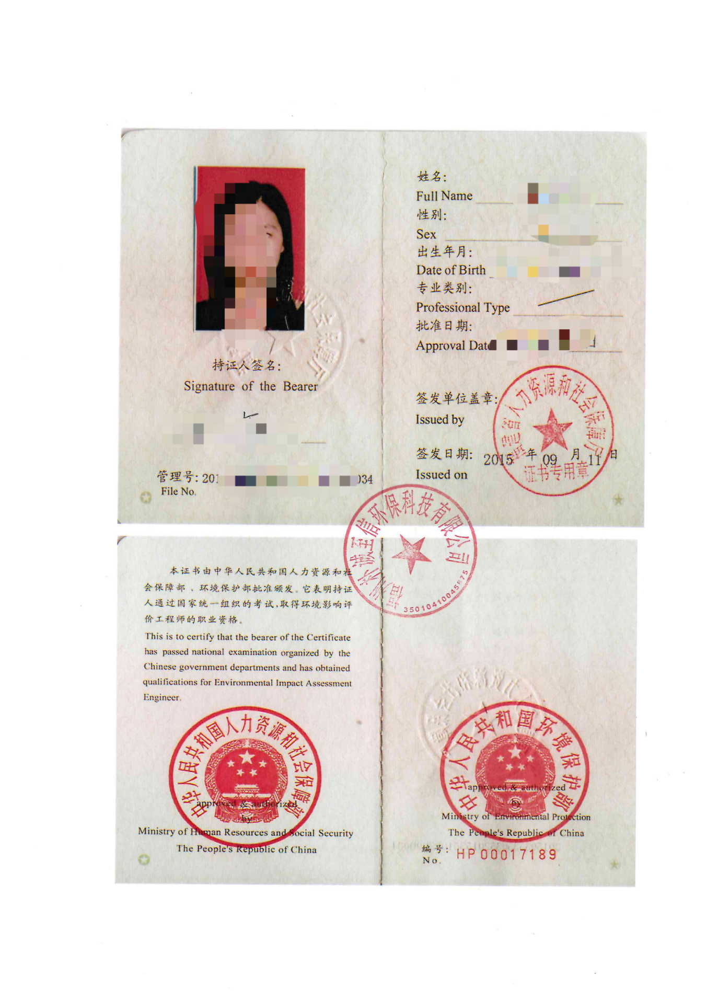 姓名：
Full Name
性别：
Sex
出生年月：
Date of Birth
专业类别：
Professional Type
批准日期：
Approval Date
持证人签名：
Signature of the Bearer
签发单位盖章：
Issued by
福建省人力资源和社会保障厅
证书专用章
签发日期： 2015 年 09 月 11 日
Issued on
管理号: 201 034
File No.
福州 诚至信环保科技有限公司
35010410045875
本证书由中华人民共和国人力资源和社
会保障部、环境保护部批准颁发。它表明持证
人通过国家统一组织的考试,取得环境影响评
价工程师的职业资格。
This is to certify that the bearer of the Certificate
has passed national examination organized by the
Chinese government departments and has obtained
qualifications for Environmental Impact Assessment
Engineer.
中华人民共和国人力资源和社会保障部
approved & authorized
by
Ministry of Human Resources and Social Security
The People's Republic of China
中华人民共和国环境保护部
approved & authorized
by
Ministry of Environmental Protection
The People's Republic of China
编号：
No. HP00017189